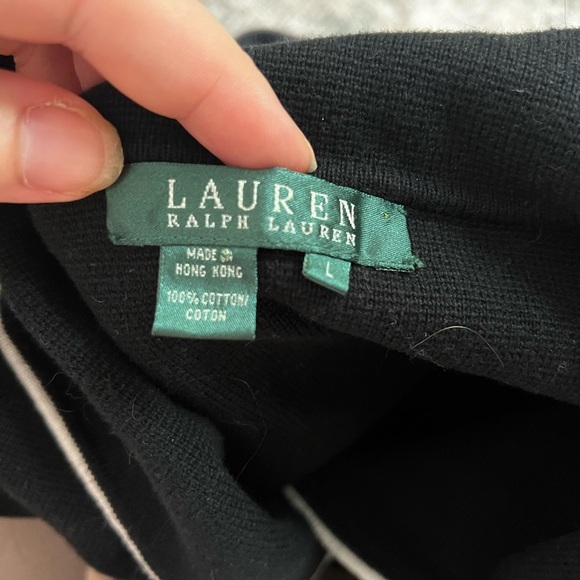 LAUREN
RALPH LAUREN
MADE IN
HONG KONG
L
100% COTTON/
COTON